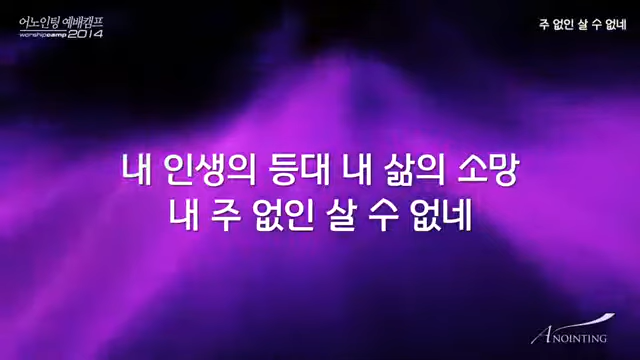 어노인팅 예배캠프
worshipcamp 2014
주 없인 살 수 없네
내 인생의 등대 내 삶의 소망
내 주 없인 살 수 없네
ANOINTING